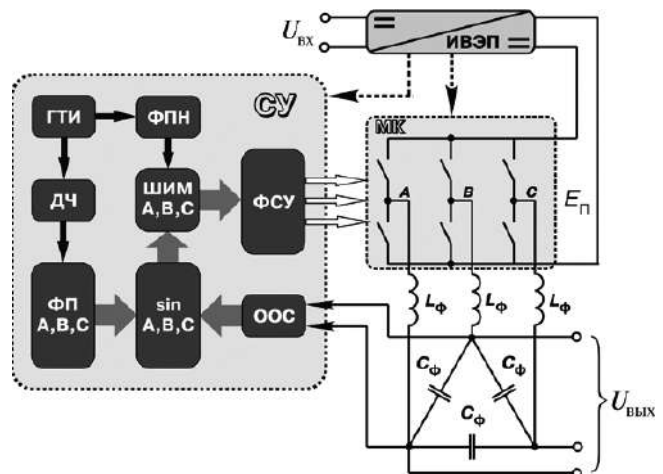 U_ВХ
ИВЭП
СУ
МК
ГТИ
ФПН
ДЧ
ШИМ
A,B,C
ФСУ
A
B
C
E_П
ФП
A,B,C
sin
A,B,C
ООС
L_Ф
L_Ф
L_Ф
C_Ф
C_Ф
C_Ф
U_ВЫХ